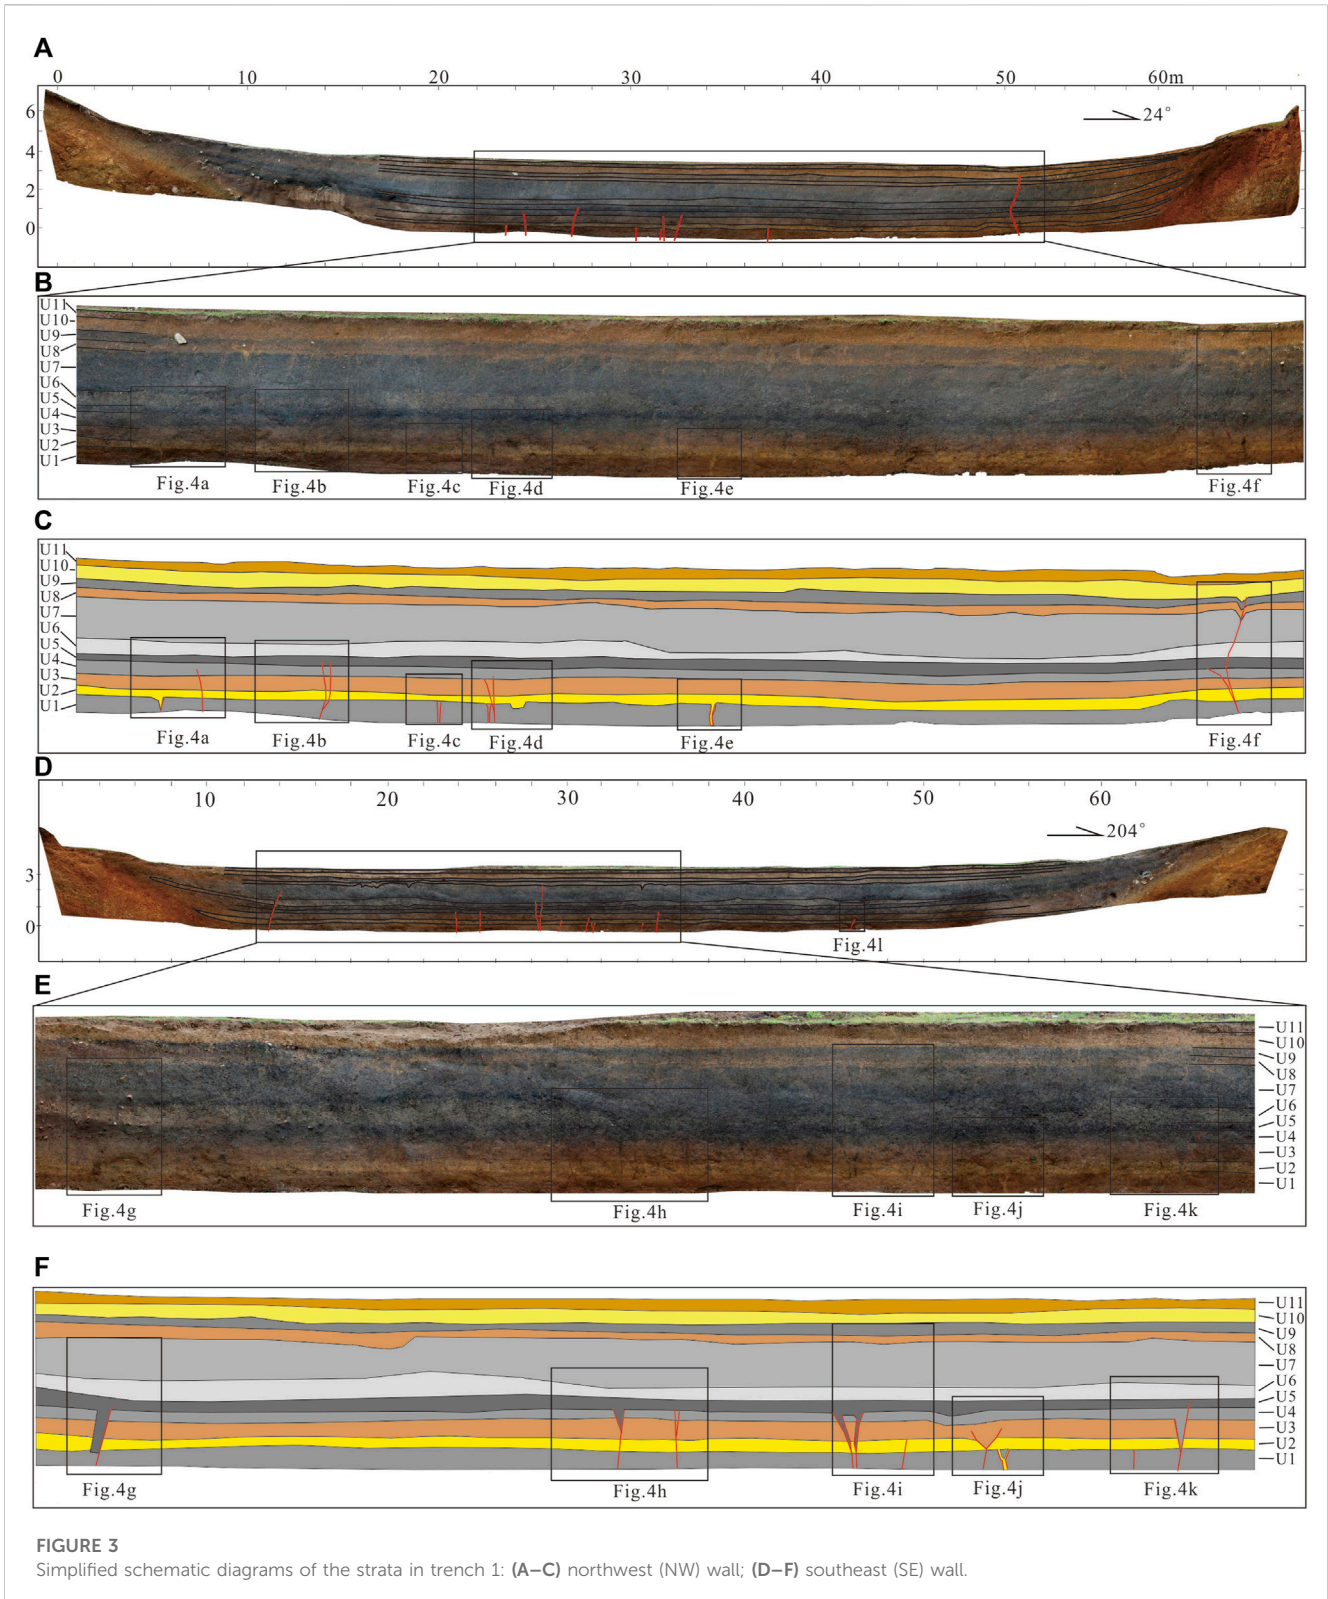 A
0 10 20 30 40 50 60m
6
4
2
0
24°
B
U11
U10
U9
U8
U7
U6
U5
U4
U3
U2
U1
Fig.4a Fig.4b Fig.4c Fig.4d Fig.4e Fig.4f
C
U11
U10
U9
U8
U7
U6
U5
U4
U3
U2
U1
Fig.4a Fig.4b Fig.4c Fig.4d Fig.4e Fig.4f
D
10 20 30 40 50 60
3
0
204°
Fig.4l
E
U11
U10
U9
U8
U7
U6
U5
U4
U3
U2
U1
Fig.4g Fig.4h Fig.4i Fig.4j Fig.4k
F
U11
U10
U9
U8
U7
U6
U5
U4
U3
U2
U1
Fig.4g Fig.4h Fig.4i Fig.4j Fig.4k
FIGURE 3
Simplified schematic diagrams of the strata in trench 1: (A–C) northwest (NW) wall; (D–F) southeast (SE) wall.